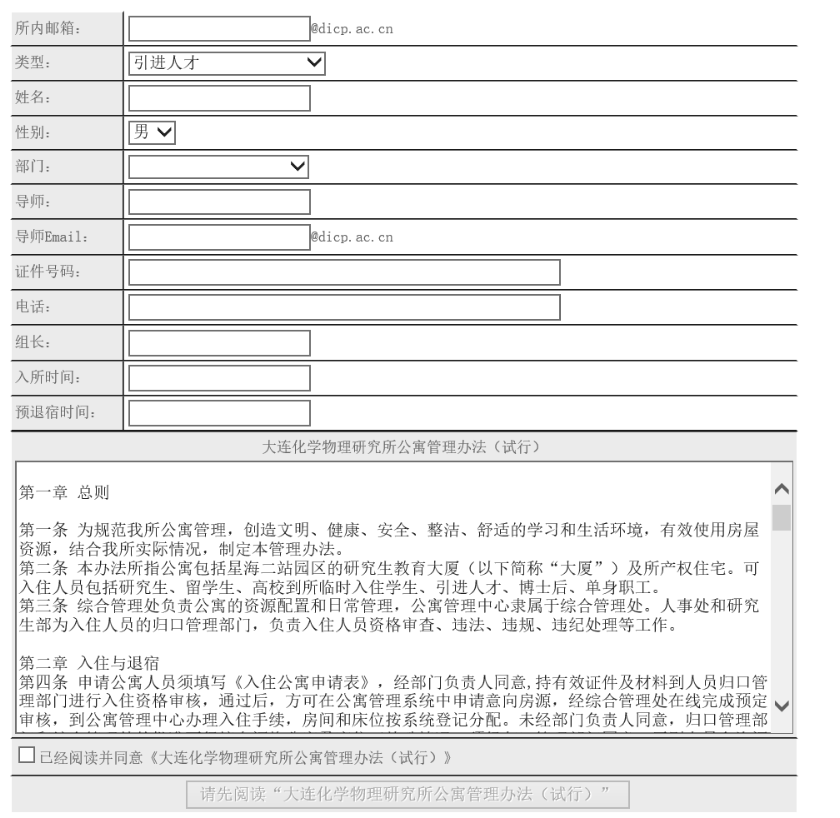 所内邮箱: @dicp.ac.cn
类型: 引进人才
姓名:
性别: 男
部门:
导师:
导师Email: @dicp.ac.cn
证件号码:
电话:
组长:
入所时间:
预退宿时间:
大连化学物理研究所公寓管理办法（试行）
第一章 总则
第一条 为规范我所公寓管理，创造文明、健康、安全、整洁、舒适的学习和生活环境，有效使用房屋
资源，结合我所实际情况，制定本管理办法。
第二条 本办法所指公寓包括星海二站园区的研究生教育大厦（以下简称“大厦”）及所产权住宅。可
入住人员包括研究生、留学生、高校到所临时入住学生、引进人才、博士后、单身职工。
第三条 综合管理处负责公寓的资源配置和日常管理，公寓管理中心隶属于综合管理处。人事处和研究
生部为入住人员的归口管理部门，负责入住人员资格审查、违法、违规、违纪处理等工作。
第二章 入住与退宿
第四条 申请公寓人员须填写《入住公寓申请表》，经部门负责人同意,持有效证件及材料到人员归口管
理部门进行入住资格审核，通过后，方可在公寓管理系统中申请意向房源，经综合管理处在线完成预定
审核，到公寓管理中心办理入住手续，房间和床位按系统登记分配。未经部门负责人同意，归口管理部
已经阅读并同意《大连化学物理研究所公寓管理办法（试行）》
请先阅读“大连化学物理研究所公寓管理办法（试行）”